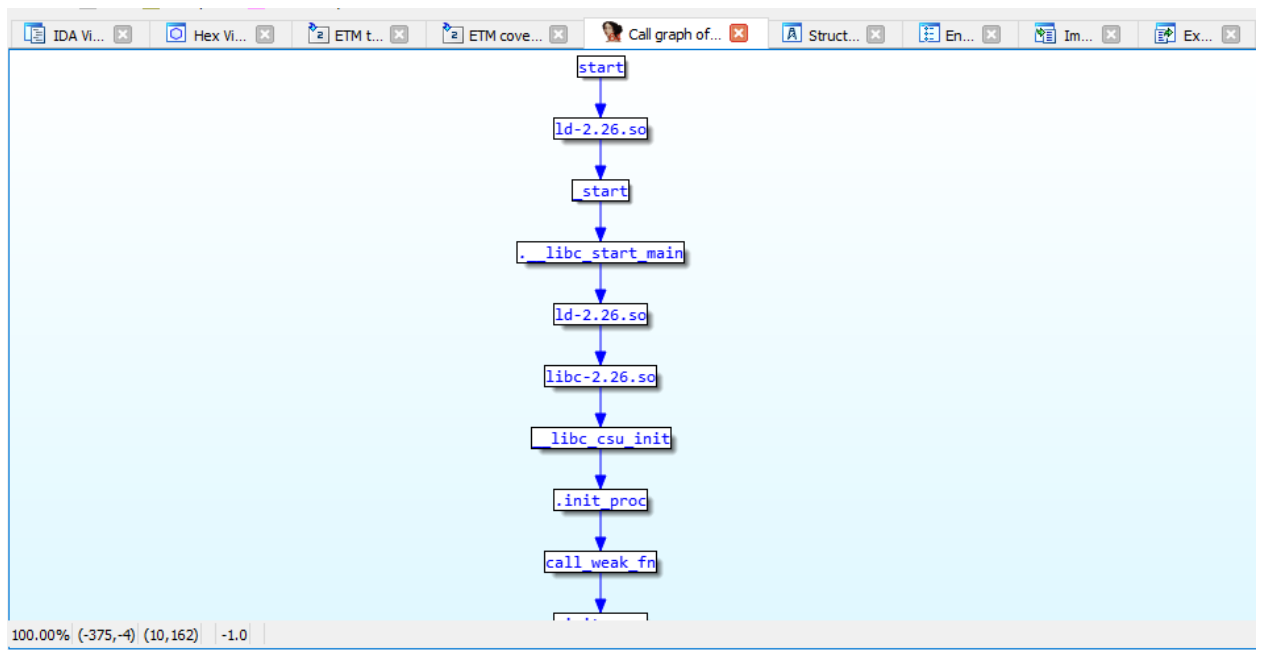 IDA Vi... Hex Vi... ETM t... ETM cove... Call graph of... Struct... En... Im... Ex...
start
ld-2.26.so
_start
.__libc_start_main
ld-2.26.so
libc-2.26.so
__libc_csu_init
.init_proc
call_weak_fn
100.00% (-375,-4) (10,162) -1.0